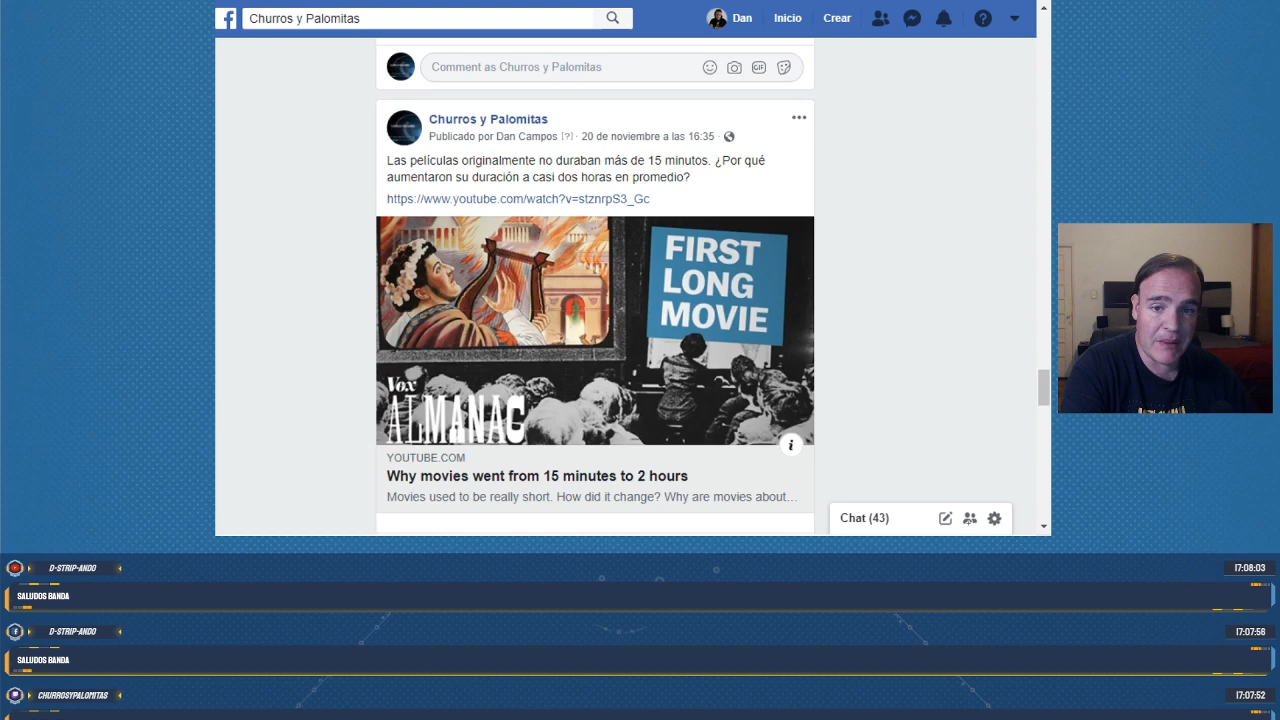 Churros y Palomitas
Dan
Inicio
Crear
Comment as Churros y Palomitas
GIF
Churros y Palomitas
Publicado por Dan Campos [?] · 20 de noviembre a las 16:35 ·
Las películas originalmente no duraban más de 15 minutos. ¿Por qué
aumentaron su duración a casi dos horas en promedio?
https://www.youtube.com/watch?v=stznrpS3_Gc
FIRST
LONG
MOVIE
Vox
ALMANAC
YOUTUBE.COM
Why movies went from 15 minutes to 2 hours
Movies used to be really short. How did it change? Why are movies about...
Chat (43)
D-STRIP-ANDO
17:08:03
SALUDOS BANDA
D-STRIP-ANDO
17:07:56
SALUDOS BANDA
CHURROSYPALOMITAS
17:07:52